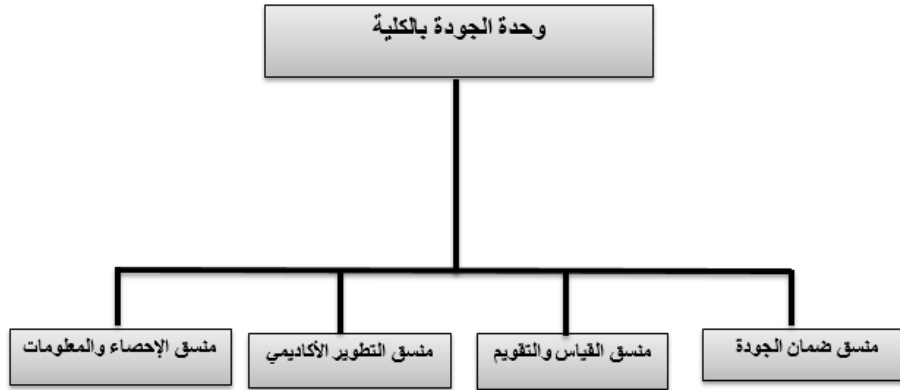 وحدة الجودة بالكلية
منسق ضمان الجودة
منسق القياس والتقويم
منسق التطوير الأكاديمي
منسق الإحصاء والمعلومات